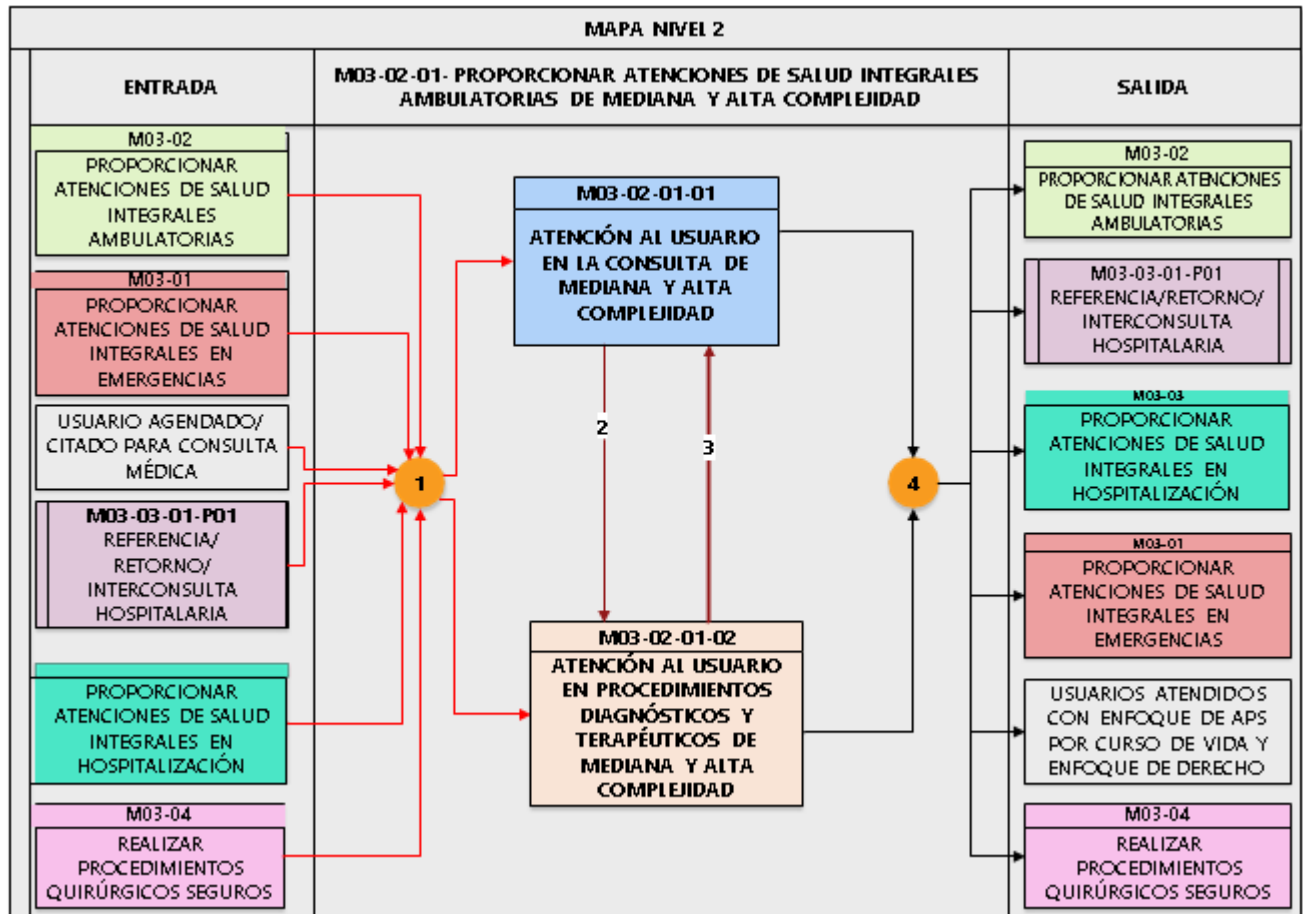 MAPA NIVEL 2
ENTRADA
M03-02-01- PROPORCIONAR ATENCIONES DE SALUD INTEGRALES
AMBULATORIAS DE MEDIANA Y ALTA COMPLEJIDAD
SALIDA
M03-02
PROPORCIONAR
ATENCIONES DE SALUD
INTEGRALES
AMBULATORIAS
M03-01
PROPORCIONAR
ATENCIONES DE SALUD
INTEGRALES EN
EMERGENCIAS
USUARIO AGENDADO/
CITADO PARA CONSULTA
MÉDICA
M03-03-01-P01
REFERENCIA/
RETORNO/
INTERCONSULTA
HOSPITALARIA
PROPORCIONAR
ATENCIONES DE SALUD
INTEGRALES EN
HOSPITALIZACIÓN
M03-04
REALIZAR
PROCEDIMIENTOS
QUIRÚRGICOS SEGUROS
1
M03-02-01-01
ATENCIÓN AL USUARIO
EN LA CONSULTA DE
MEDIANA Y ALTA
COMPLEJIDAD
2
3
M03-02-01-02
ATENCIÓN AL USUARIO
EN PROCEDIMIENTOS
DIAGNÓSTICOS Y
TERAPÉUTICOS DE
MEDIANA Y ALTA
COMPLEJIDAD
4
M03-02
PROPORCIONAR ATENCIONES
DE SALUD INTEGRALES
AMBULATORIAS
M03-03-01-P01
REFERENCIA/RETORNO/
INTERCONSULTA
HOSPITALARIA
M03-03
PROPORCIONAR
ATENCIONES DE SALUD
INTEGRALES EN
HOSPITALIZACIÓN
M03-01
PROPORCIONAR
ATENCIONES DE SALUD
INTEGRALES EN
EMERGENCIAS
USUARIOS ATENDIDOS
CON ENFOQUE DE APS
POR CURSO DE VIDA Y
ENFOQUE DE DERECHO
M03-04
REALIZAR
PROCEDIMIENTOS
QUIRÚRGICOS SEGUROS